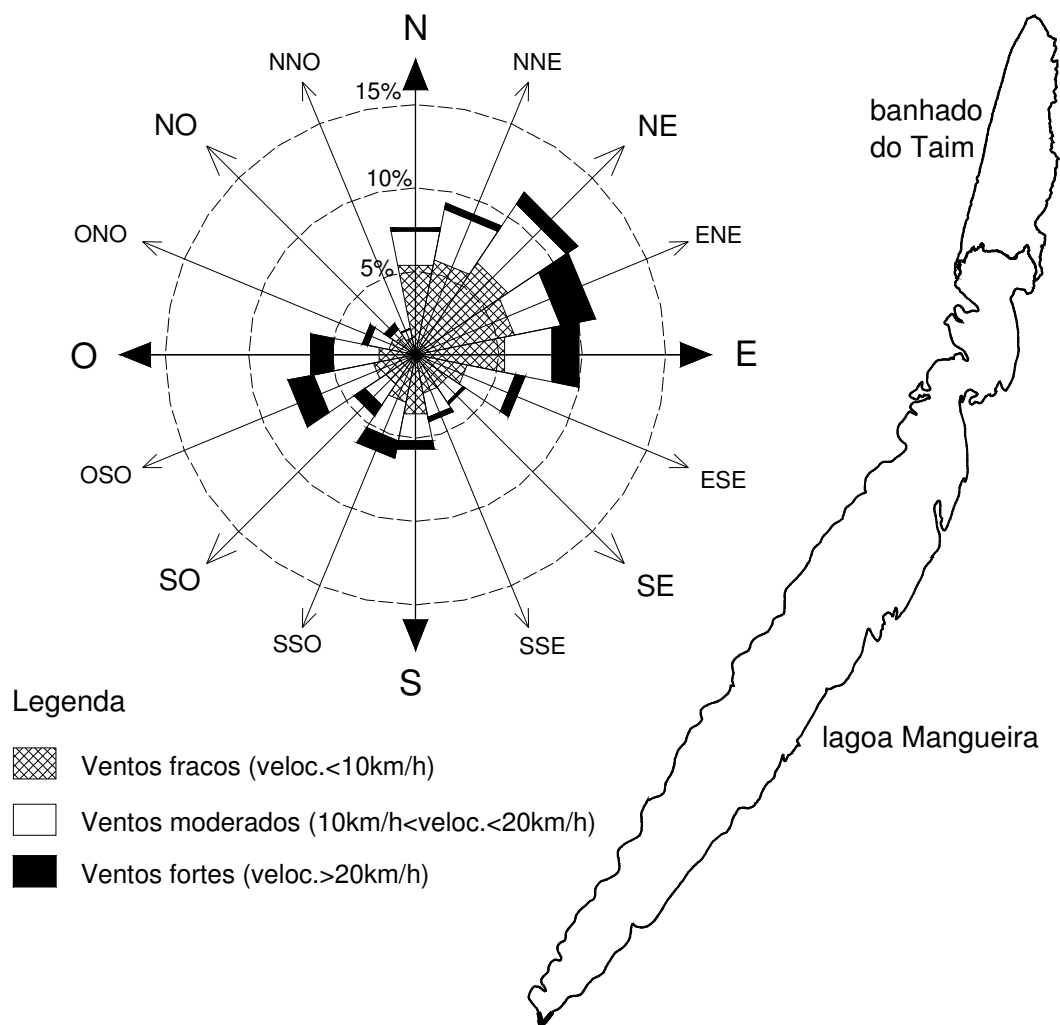 N
NNO
NNE
15%
NO
NE
banhado
do Taim
10%
ONO
ENE
5%
O
E
OSO
ESE
SO
SE
SSO
SSE
S
Legenda
lagoa Mangueira
Ventos fracos (veloc.<10km/h)
Ventos moderados (10km/h<veloc.<20km/h)
Ventos fortes (veloc.>20km/h)